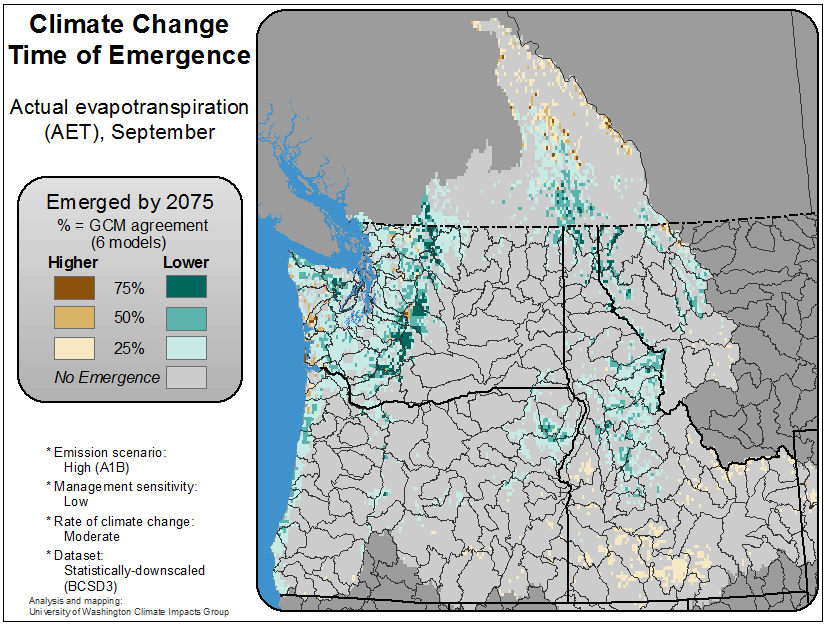 Climate Change
Time of Emergence
Actual evapotranspiration
(AET), September
Emerged by 2075
% = GCM agreement
(6 models)
Higher Lower
75%
50%
25%
No Emergence
* Emission scenario:
High (A1B)
* Management sensitivity:
Low
* Rate of climate change:
Moderate
* Dataset:
Statistically-downscaled
(BCSD3)
Analysis and mapping:
University of Washington Climate Impacts Group